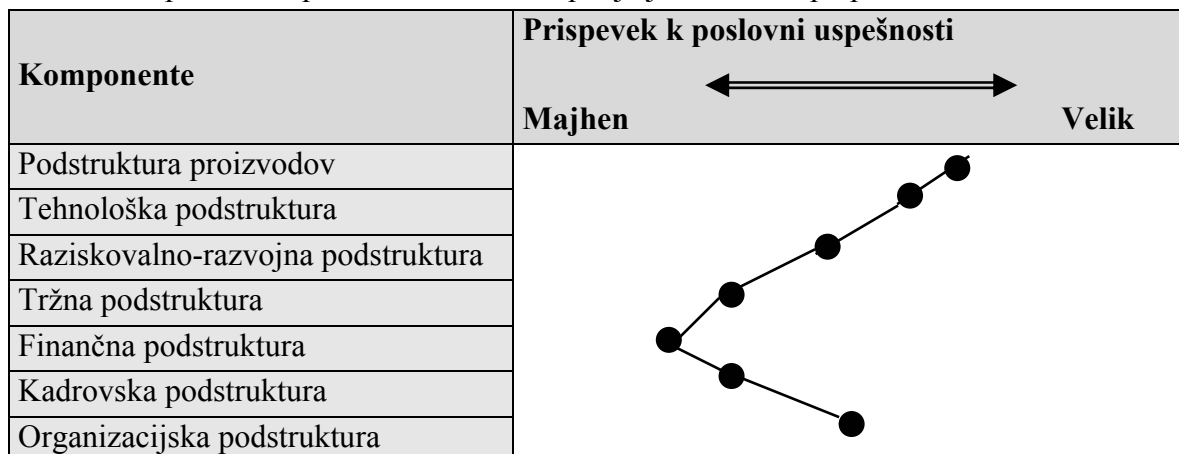 Komponente
Prispevek k poslovni uspešnosti
Majhen Velik
Podstruktura proizvodov
Tehnološka podstruktura
Raziskovalno-razvojna podstruktura
Tržna podstruktura
Finančna podstruktura
Kadrovska podstruktura
Organizacijska podstruktura